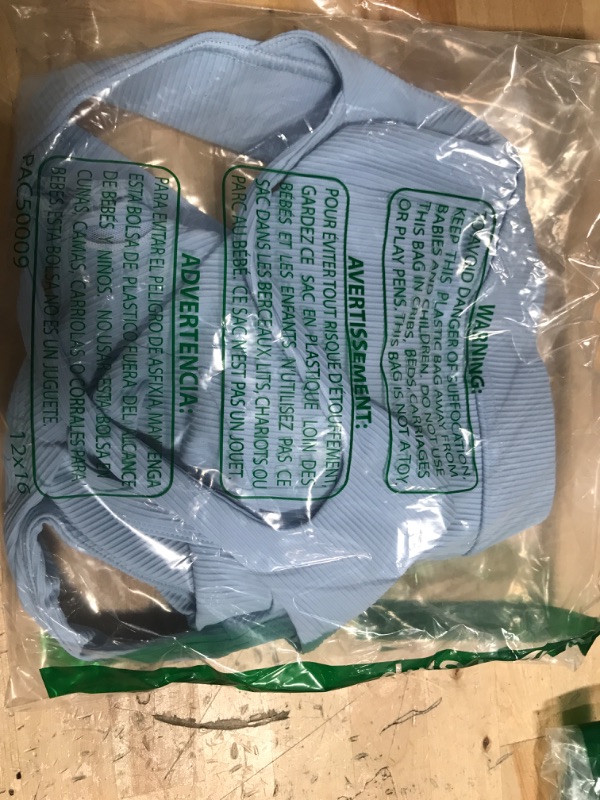 WARNING:
TO AVOID DANGER OF SUFFOCATION,
KEEP THIS PLASTIC BAG AWAY FROM
BABIES AND CHILDREN. DO NOT USE
THIS BAG IN CRIBS, BEDS, CARRIAGES
OR PLAY PENS. THIS BAG IS NOT A TOY.
AVERTISSEMENT:
POUR EVITER TOUT RISQUE D'ETOUFFEMENT,
GARDEZ CE SAC EN PLASTIQUE LOIN DES
BEBES ET LES ENFANTS N'UTILISEZ PAS CE
SAC DANS LES BERCEAUX, LITS, CHARIOTS OU
PARC AU BEBE CE SAC N'EST PAS UN JOUET
ADVERTENCIA:
PARA EVITAR EL PELIGRO DE ASFIXIA MANTENGA
ESTA BOLSA DE PLASTICO FUERA DEL ALCANCE
DE BEBES Y NIÑOS NO USE ESTA BOLSA EN
CUNAS, CAMAS, CARRIOLAS O CORRALES PARA
BEBES. ESTA BOLSA NO ES UN JUGUETE
PAC50009
12x16